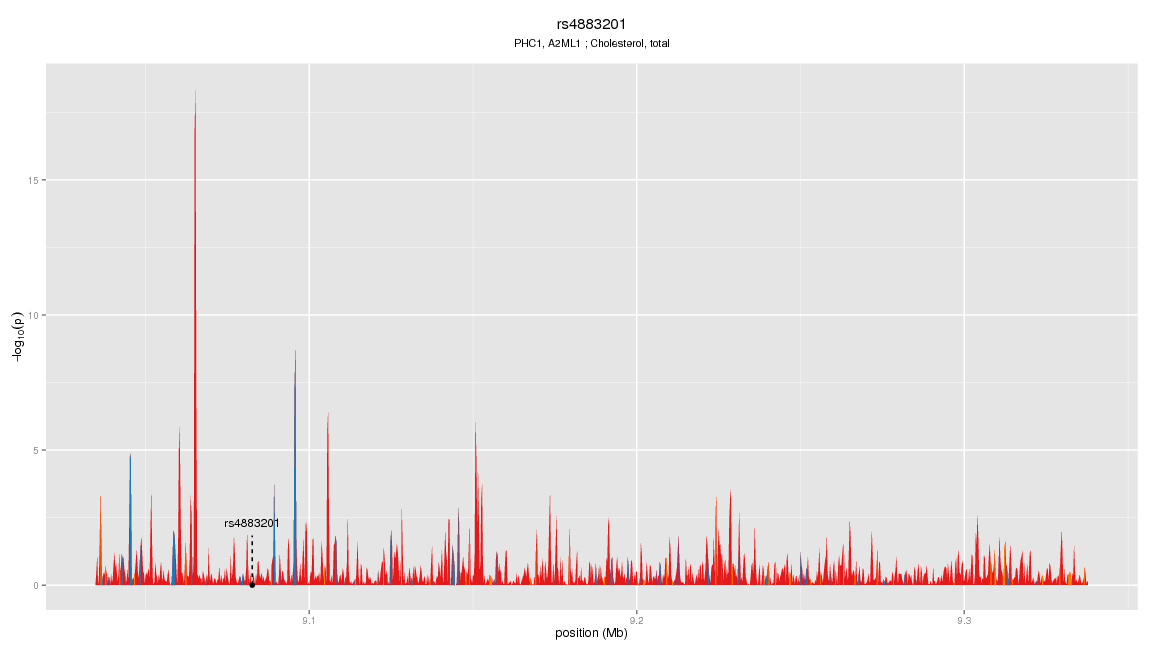 rs4883201
PHC1, A2ML1 ; Cholesterol, total
−log10(p)
15
10
5
0
rs4883201
9.1
9.2
9.3
position (Mb)